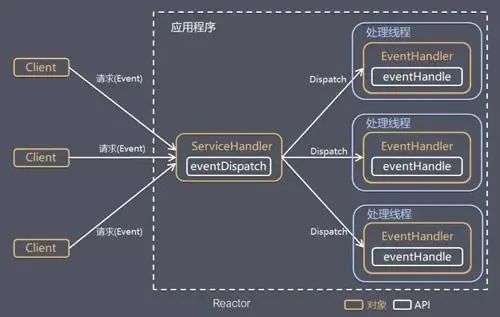 应用程序
处理线程
EventHandler
eventHandle
Client
请求(Event)
Dispatch
处理线程
ServiceHandler
eventDispatch
EventHandler
eventHandle
Client
请求(Event)
Dispatch
处理线程
EventHandler
eventHandle
Client
请求(Event)
Dispatch
Reactor
对象
API